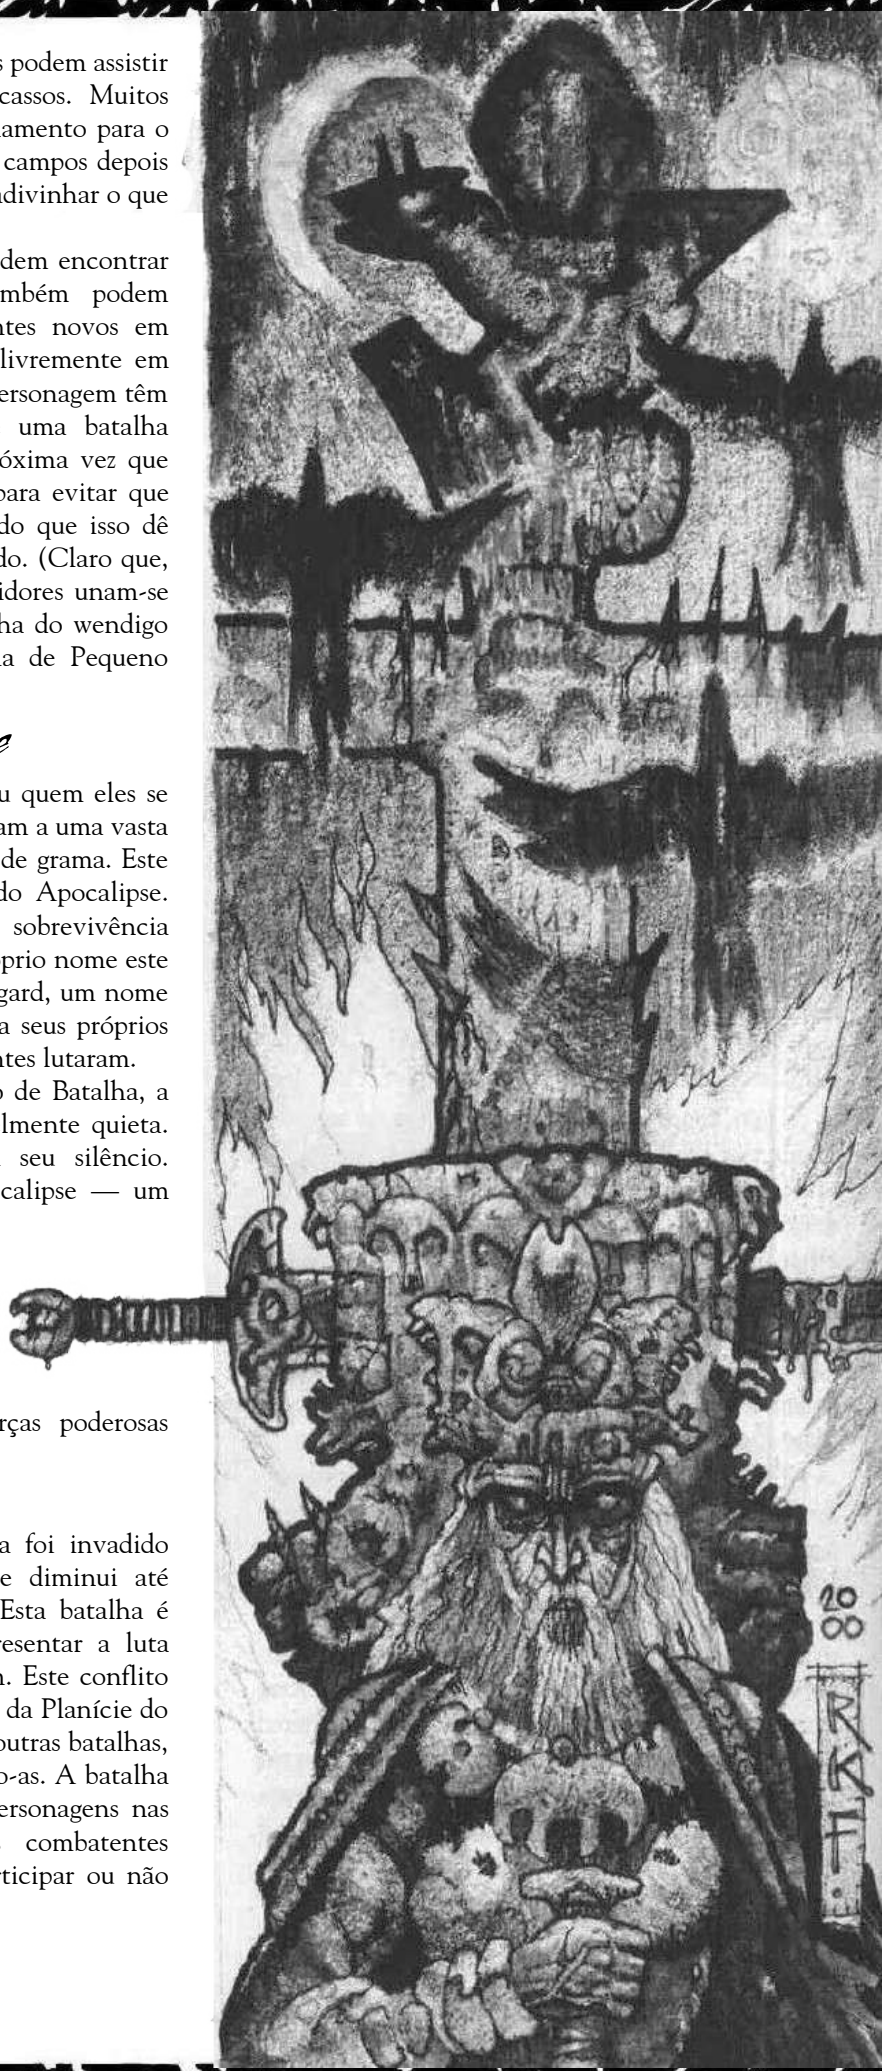 s podem assistir
cassos. Muitos
amento para o
campos depois
adivinhar o que
dem encontrar
ambém podem
ntes novos em
livremente em
ersonagem têm
uma batalha
óxima vez que
para evitar que
do que isso dê
do. (Claro que,
idores unam-se
ha do wendigo
a de Pequeno
e
u quem eles se
am a uma vasta
de grama. Este
do Apocalipse.
sobrevivência
óprio nome este
gard, um nome
a seus próprios
ntes lutaram.
o de Batalha, a
lmente quieta.
seu silêncio.
calipse — um
rças poderosas
a foi invadido
e diminui até
Esta batalha é
resentar a luta
n. Este conflito
da Planície do
outras batalhas,
o-as. A batalha
ersonagens nas
combatentes
rticipar ou não
20
00
RKF.